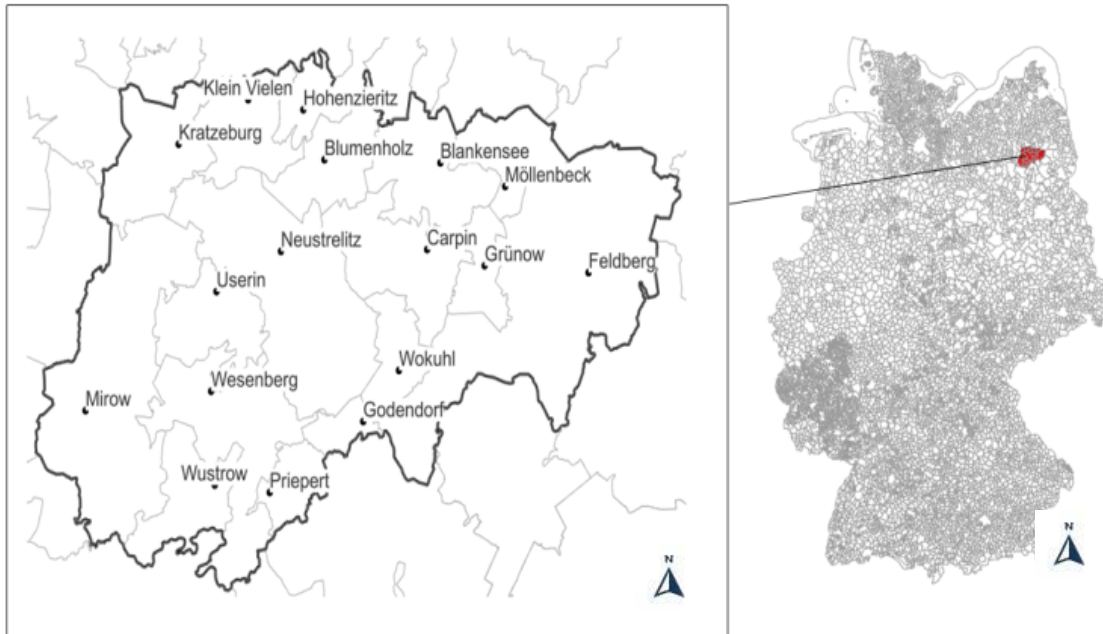 Klein Vielen
Hohenzieritz
Kratzeburg
Blumenholz
Blankensee
Möllenbeck
Neustrelitz
Carpin
Grünow
Feldberg
Userin
Wokuhl
Wesenberg
Mirow
Godendorf
Wustrow
Priepert
N
N